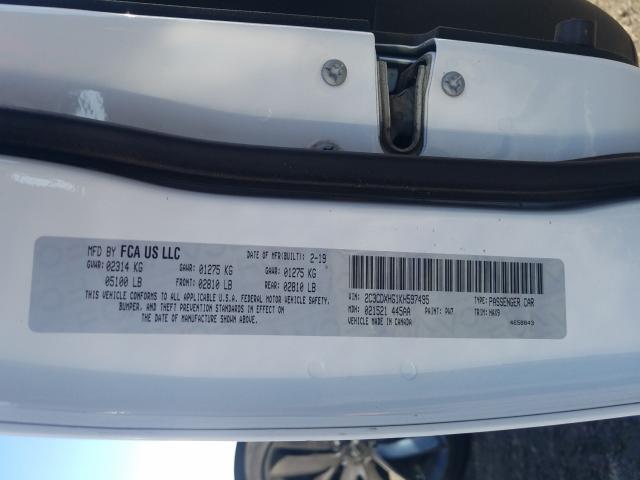 MFD BY FCA US LLC DATE OF MFR(BUILT): 2-19
GVWR: 02314 KG GAWR: 01275 KG GAWR: 01275 KG
05100 LB FRONT: 02810 LB REAR: 02810 LB
THIS VEHICLE CONFORMS TO ALL APPLICABLE U.S.A. FEDERAL MOTOR VEHICLE SAFETY,
BUMPER, AND THEFT PREVENTION STANDARDS IN EFFECT ON
THE DATE OF MANUFACTURE SHOWN ABOVE.
VIN: 2C3CDXHG1KH597495 TYPE: PASSENGER CAR
MDH: 021521 445AA PAINT: PW7 TRIM: HAX9
VEHICLE MADE IN CANADA 4658843